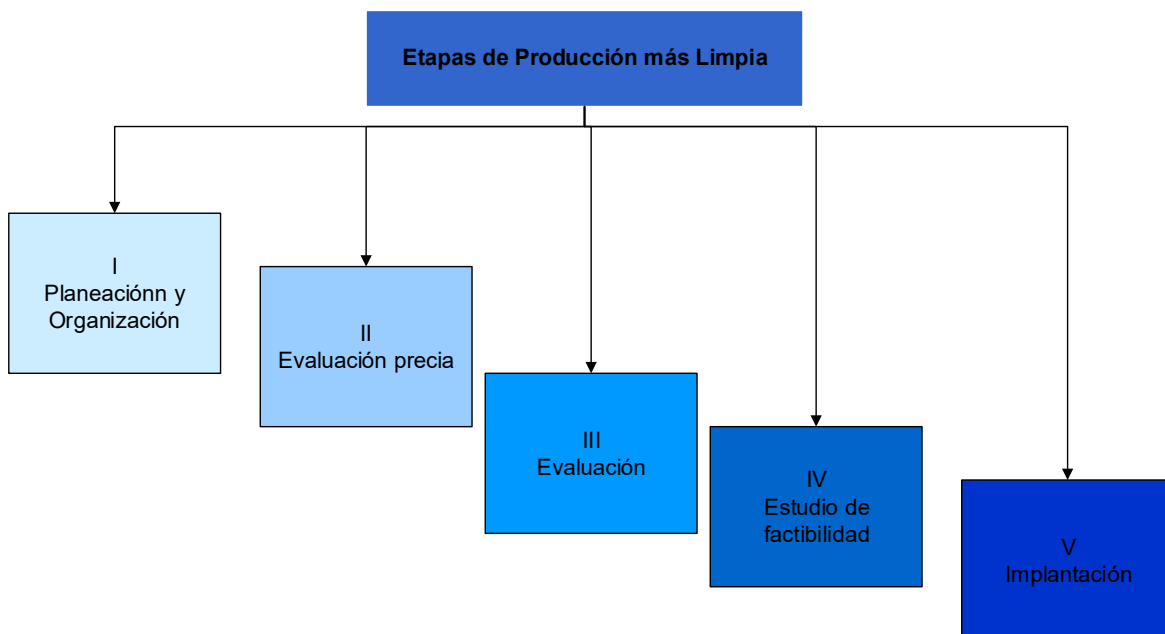 Etapas de Producción más Limpia
I
Planeaciónn y
Organización
II
Evaluación precia
III
Evaluación
IV
Estudio de
factibilidad
V
Implantación